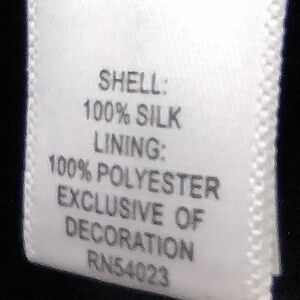 SHELL:
100% SILK
LINING:
100% POLYESTER
EXCLUSIVE OF
DECORATION
RN54023